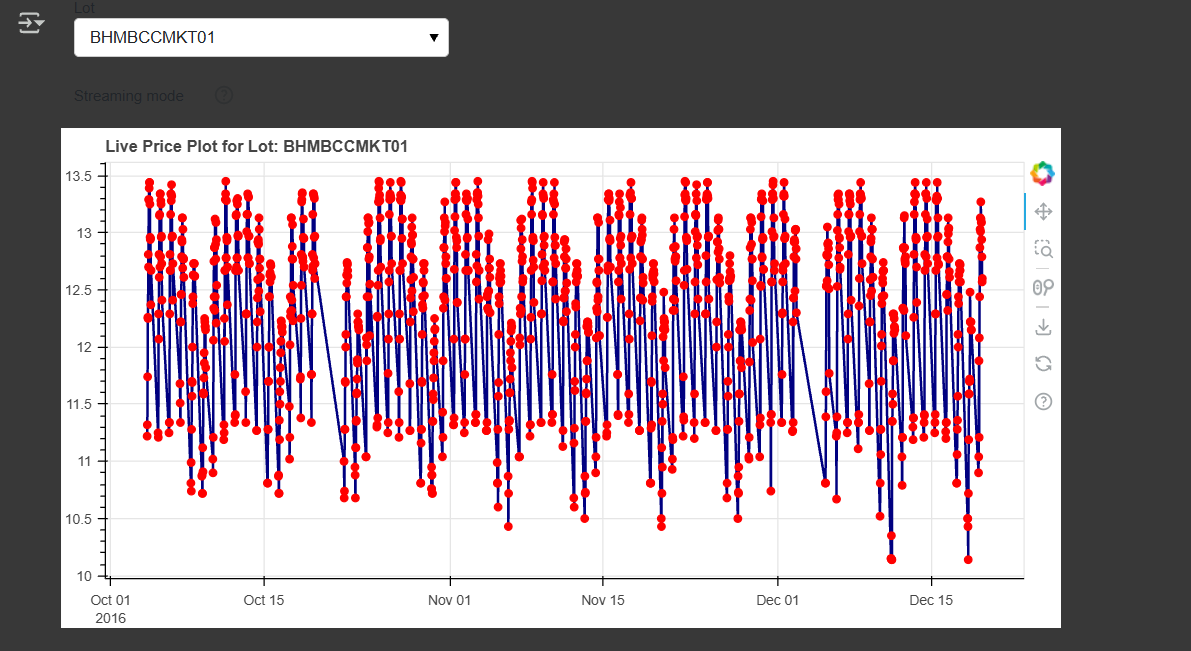 Lot
BHMBCCMKT01
Streaming mode
Live Price Plot for Lot: BHMBCCMKT01
13.5
13
12.5
12
11.5
11
10.5
10
Oct 01 Oct 15 Nov 01 Nov 15 Dec 01 Dec 15
2016